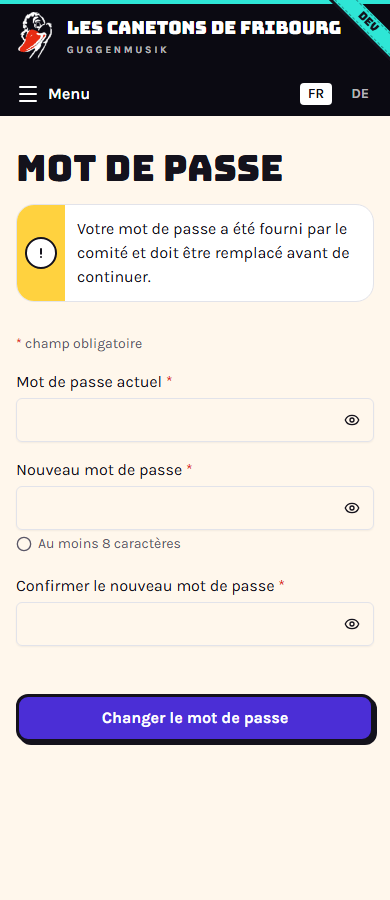 LES CANETONS DE FRIBOURG
GUGGENMUSIK
DEV
Menu
FR
DE
MOT DE PASSE
!
Votre mot de passe a été fourni par le
comité et doit être remplacé avant de
continuer.
* champ obligatoire
Mot de passe actuel *
Nouveau mot de passe *
Au moins 8 caractères
Confirmer le nouveau mot de passe *
Changer le mot de passe